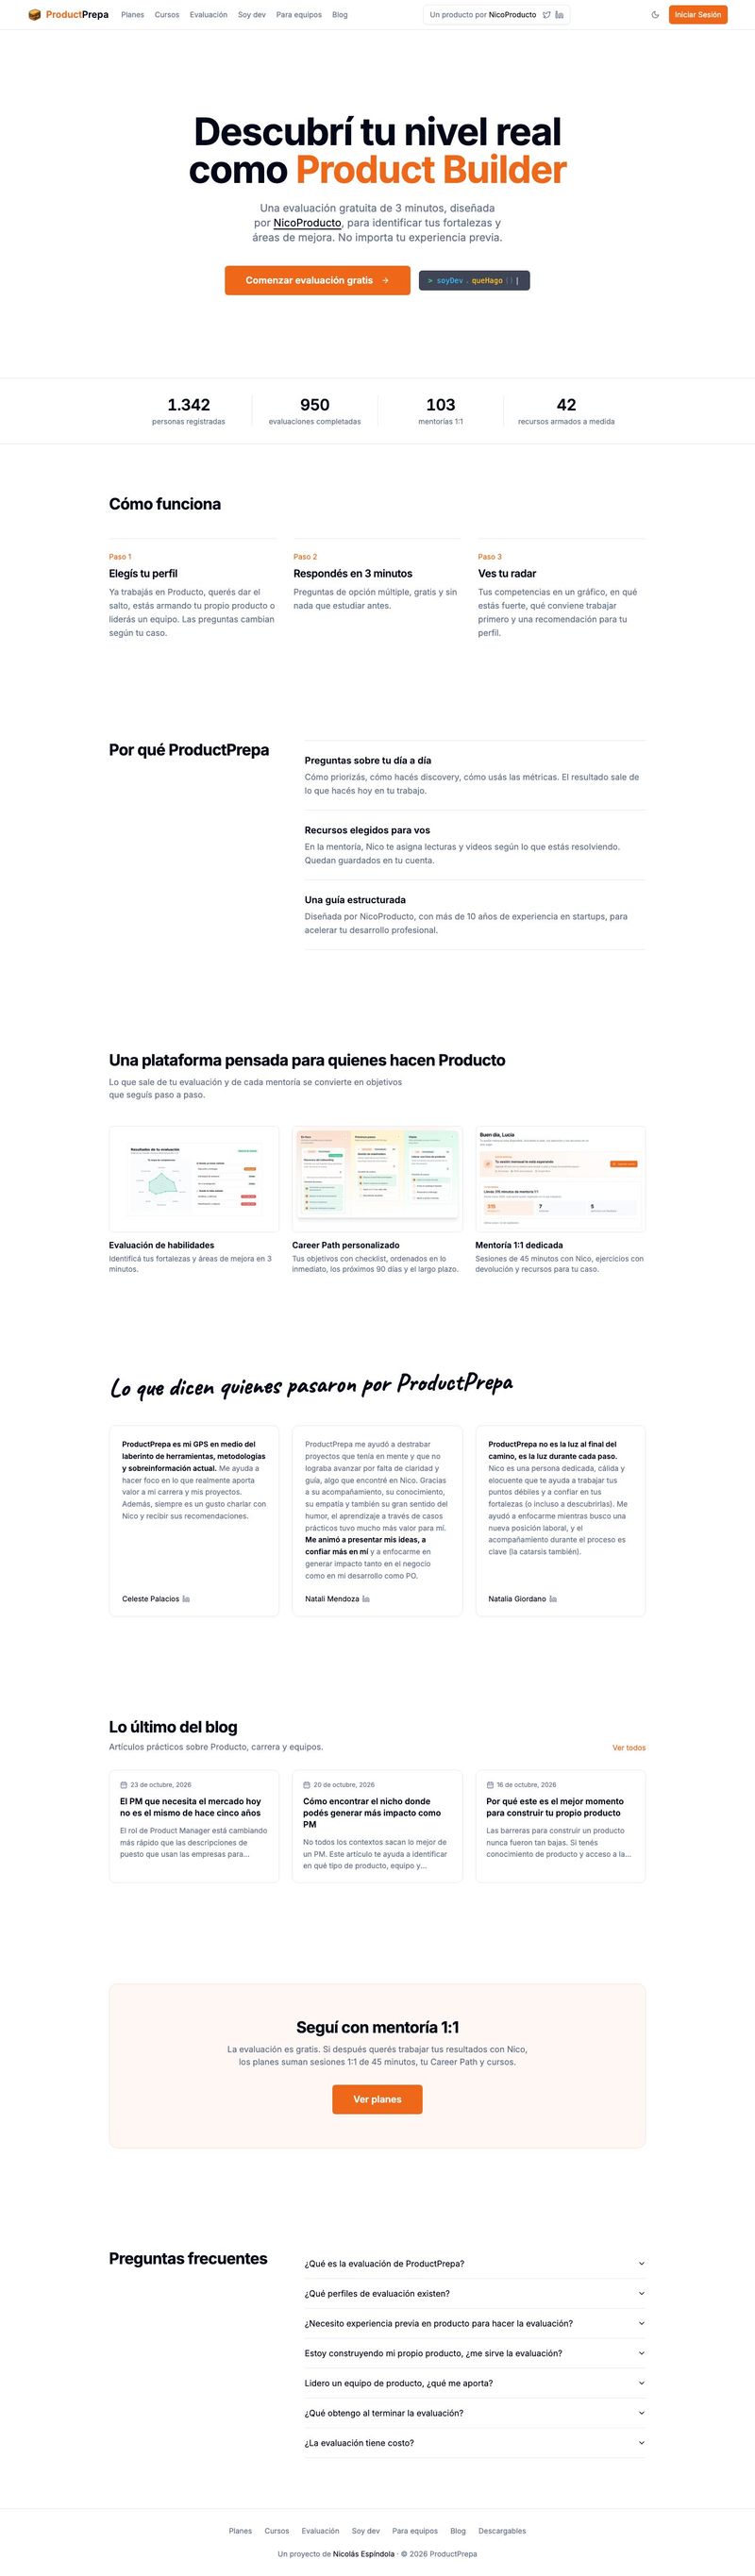 ProductPrepa Planes Cursos Evaluación Soy dev Para equipos Blog Un producto por NicoProducto Iniciar Sesión
Descubrí tu nivel real
como Product Builder
Una evaluación gratuita de 3 minutos, diseñada
por NicoProducto, para identificar tus fortalezas y
áreas de mejora. No importa tu experiencia previa.
Comenzar evaluación gratis → > soyDev.queHago()|
1.342 950 103 42
personas registradas evaluaciones completadas mentorías 1:1 recursos armados a medida
Cómo funciona
Paso 1
Elegís tu perfil
Ya trabajás en Producto, querés dar el
salto, estás armando tu propio producto o
liderás un equipo. Las preguntas cambian
según tu caso.
Paso 2
Respondés en 3 minutos
Preguntas de opción múltiple, gratis y sin
nada que estudiar antes.
Paso 3
Ves tu radar
Tus competencias en un gráfico, en qué
estás fuerte, qué conviene trabajar
primero y una recomendación para tu
perfil.
Por qué ProductPrepa
Preguntas sobre tu día a día
Cómo priorizás, cómo hacés discovery, cómo usás las métricas. El resultado sale de
lo que hacés hoy en tu trabajo.
Recursos elegidos para vos
En la mentoría, Nico te asigna lecturas y videos según lo que estás resolviendo.
Quedan guardados en tu cuenta.
Una guía estructurada
Diseñada por NicoProducto, con más de 10 años de experiencia en startups, para
acelerar tu desarrollo profesional.
Una plataforma pensada para quienes hacen Producto
Lo que sale de tu evaluación y de cada mentoría se convierte en objetivos
que seguís paso a paso.
Resultados de tu evaluación
Buen día, Lucía
Evaluación de habilidades
Identificá tus fortalezas y áreas de mejora en 3
minutos.
Career Path personalizado
Tus objetivos con checklist, ordenados en lo
inmediato, los próximos 90 días y el largo plazo.
Mentoría 1:1 dedicada
Sesiones de 45 minutos con Nico, ejercicios con
devolución y recursos para tu caso.
Lo que dicen quienes pasaron por ProductPrepa
ProductPrepa es mi GPS en medio del
laberinto de herramientas, metodologías
y sobreinformación actual. Me ayuda a
hacer foco en lo que realmente aporta
valor a mi carrera y mis proyectos.
Además, siempre es un gusto charlar con
Nico y recibir sus recomendaciones.
Celeste Palacios
ProductPrepa me ayudó a destrabar
proyectos que tenía en mente y que no
lograba avanzar por falta de claridad y
guía, algo que encontré en Nico. Gracias
a su acompañamiento, su conocimiento,
su empatía y también su gran sentido del
humor, el aprendizaje a través de casos
prácticos tuvo mucho más valor para mí.
Me animó a presentar mis ideas, a
confiar más en mí y a enfocarme en
generar impacto tanto en el negocio
como en mi desarrollo como PO.
Natali Mendoza
ProductPrepa no es la luz al final del
camino, es la luz durante cada paso.
Nico es una persona dedicada, cálida y
elocuente que te ayuda a trabajar tus
puntos débiles y a confiar en tus
fortalezas (o incluso a descubrirlas). Me
ayudó a enfocarme mientras busco una
nueva posición laboral, y el
acompañamiento durante el proceso es
clave (la catarsis también).
Natalia Giordano
Lo último del blog
Artículos prácticos sobre Producto, carrera y equipos. Ver todos
23 de octubre, 2026
El PM que necesita el mercado hoy
no es el mismo de hace cinco años
El rol de Product Manager está cambiando
más rápido que las descripciones de
puesto que usan las empresas para...
20 de octubre, 2026
Cómo encontrar el nicho donde
podés generar más impacto como
PM
No todos los contextos sacan lo mejor de
un PM. Este artículo te ayuda a identificar
en qué tipo de producto, equipo y...
16 de octubre, 2026
Por qué este es el mejor momento
para construir tu propio producto
Las barreras para construir un producto
nunca fueron tan bajas. Si tenés
conocimiento de producto y acceso a la...
Seguí con mentoría 1:1
La evaluación es gratis. Si después querés trabajar tus resultados con Nico,
los planes suman sesiones 1:1 de 45 minutos, tu Career Path y cursos.
Ver planes
Preguntas frecuentes
¿Qué es la evaluación de ProductPrepa?
¿Qué perfiles de evaluación existen?
¿Necesito experiencia previa en producto para hacer la evaluación?
Estoy construyendo mi propio producto, ¿me sirve la evaluación?
Lidero un equipo de producto, ¿qué me aporta?
¿Qué obtengo al terminar la evaluación?
¿La evaluación tiene costo?
Planes Cursos Evaluación Soy dev Para equipos Blog Descargables
Un proyecto de Nicolás Espíndola · © 2026 ProductPrepa